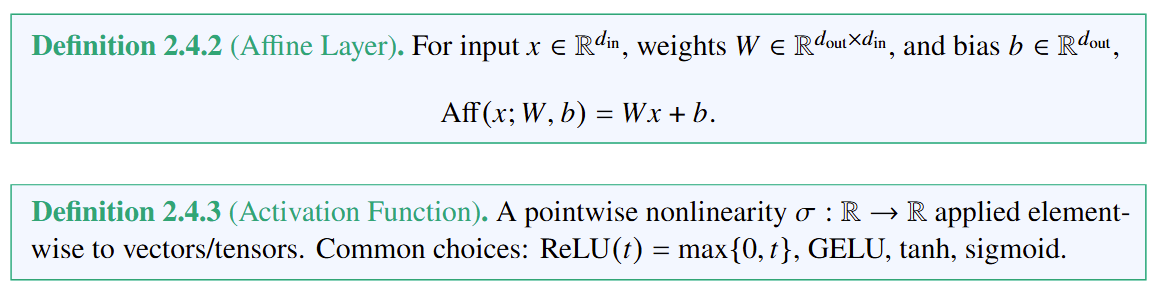 Definition 2.4.2 (Affine Layer). For input x ∈ ℝ^{d_in}, weights W ∈ ℝ^{d_out×d_in}, and bias b ∈ ℝ^{d_out},
Aff(x; W, b) = Wx + b.
Definition 2.4.3 (Activation Function). A pointwise nonlinearity σ : ℝ → ℝ applied element-
wise to vectors/tensors. Common choices: ReLU(t) = max{0, t}, GELU, tanh, sigmoid.